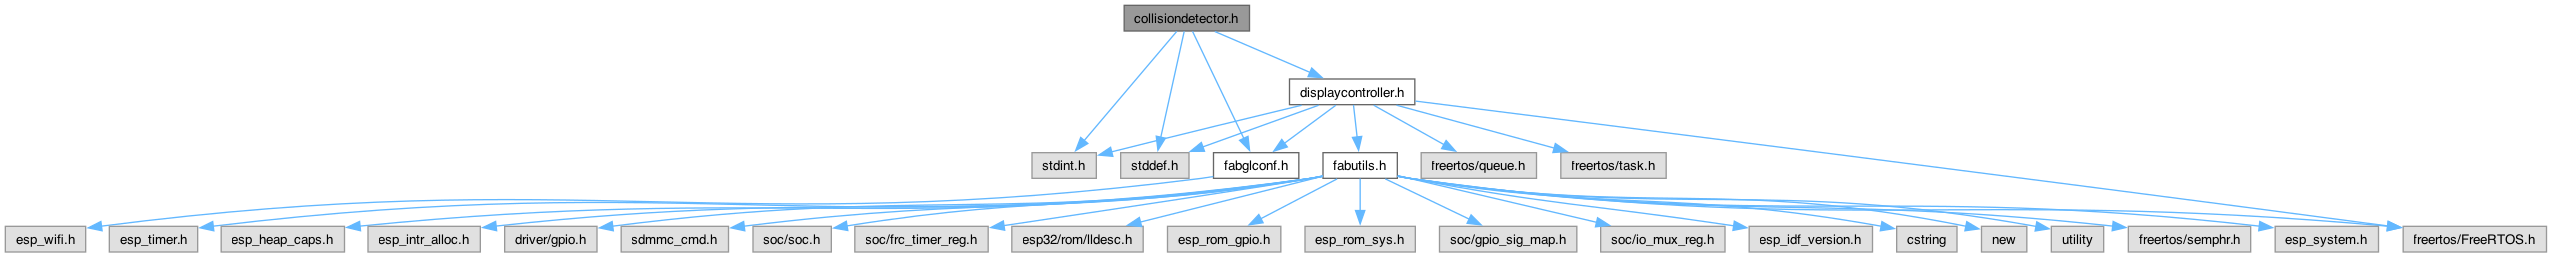 collisiondetector.h
displaycontroller.h
stdint.h
stddef.h
fabglconf.h
fabutils.h
freertos/queue.h
freertos/task.h
esp_wifi.h
esp_timer.h
esp_heap_caps.h
esp_intr_alloc.h
driver/gpio.h
sdmmc_cmd.h
soc/soc.h
soc/frc_timer_reg.h
esp32/rom/lldesc.h
esp_rom_gpio.h
esp_rom_sys.h
soc/gpio_sig_map.h
soc/io_mux_reg.h
esp_idf_version.h
cstring
new
utility
freertos/semphr.h
esp_system.h
freertos/FreeRTOS.h